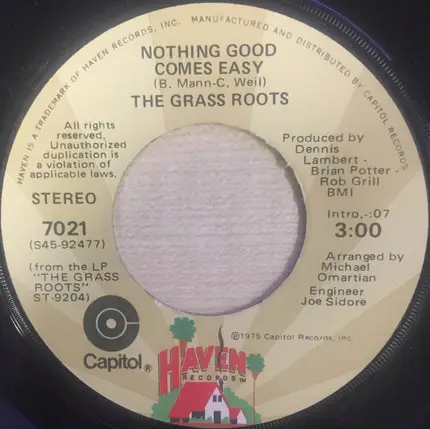 HAVEN IS A TRADEMARK OF HAVEN RECORDS, INC. MANUFACTURED AND DISTRIBUTED BY CAPITOL RECORDS
NOTHING GOOD
COMES EASY
(B. Mann-C. Weil)
THE GRASS ROOTS
All rights
reserved.
Unauthorized
duplication is
a violation of
applicable laws.
STEREO
7021
(S45-92477)
(from the LP
"THE GRASS
ROOTS"
ST-9204)
Produced by
Dennis
Lambert -
Brian Potter-
Rob Grill
BMI
Intro.-:07
3:00
Arranged by
Michael
Omartian
Engineer
Joe Sidore
Ⓟ1975 Capitol Records, Inc.
Capitol®
HAVEN
RECORDS™